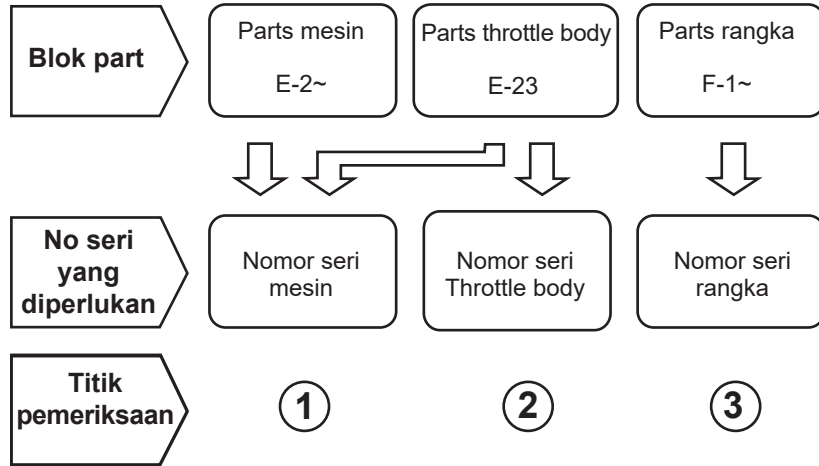 Blok part
Parts mesin
E-2~
Parts throttle body
E-23
Parts rangka
F-1~
No seri
yang
diperlukan
Nomor seri
mesin
Nomor seri
Throttle body
Nomor seri
rangka
Titik
pemeriksaan
1
2
3